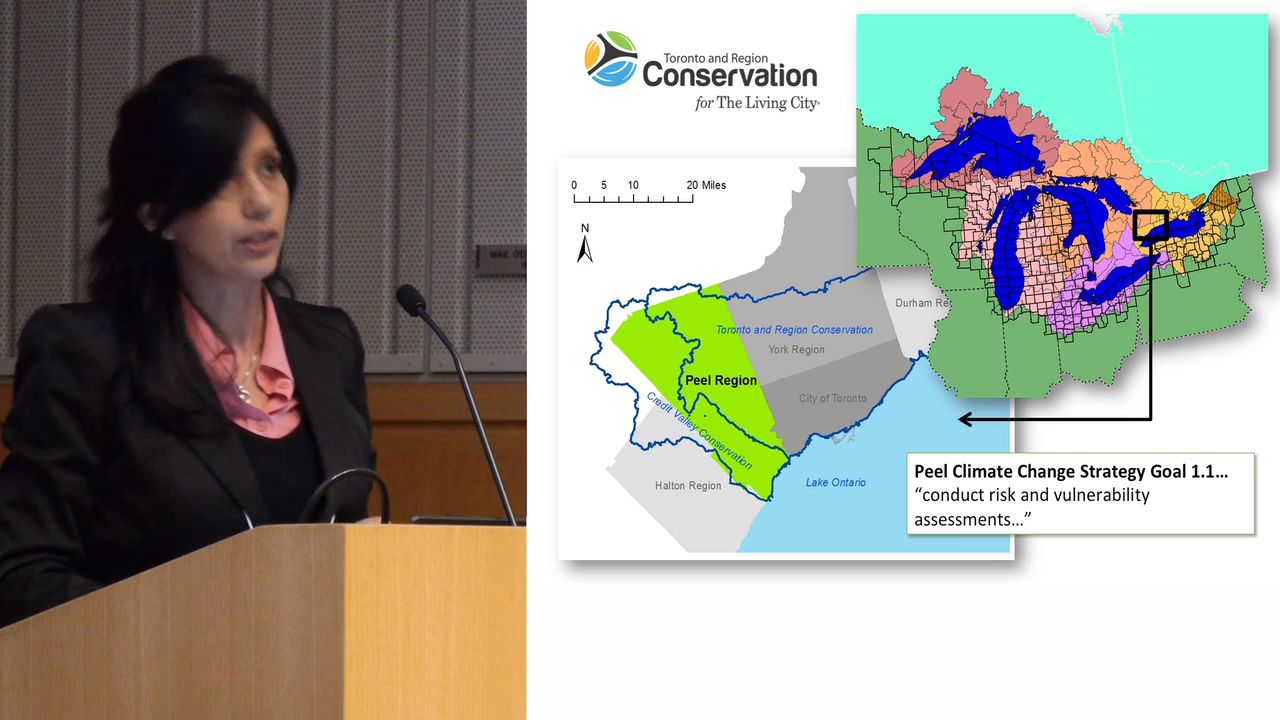 Toronto and Region
Conservation
for The Living City
0 5 10 20 Miles
N
Durham Re
Toronto and Region Conservation
York Region
Peel Region
City of Toronto
Credit Valley Conservation
Halton Region
Lake Ontario
Peel Climate Change Strategy Goal 1.1…
“conduct risk and vulnerability
assessments…”